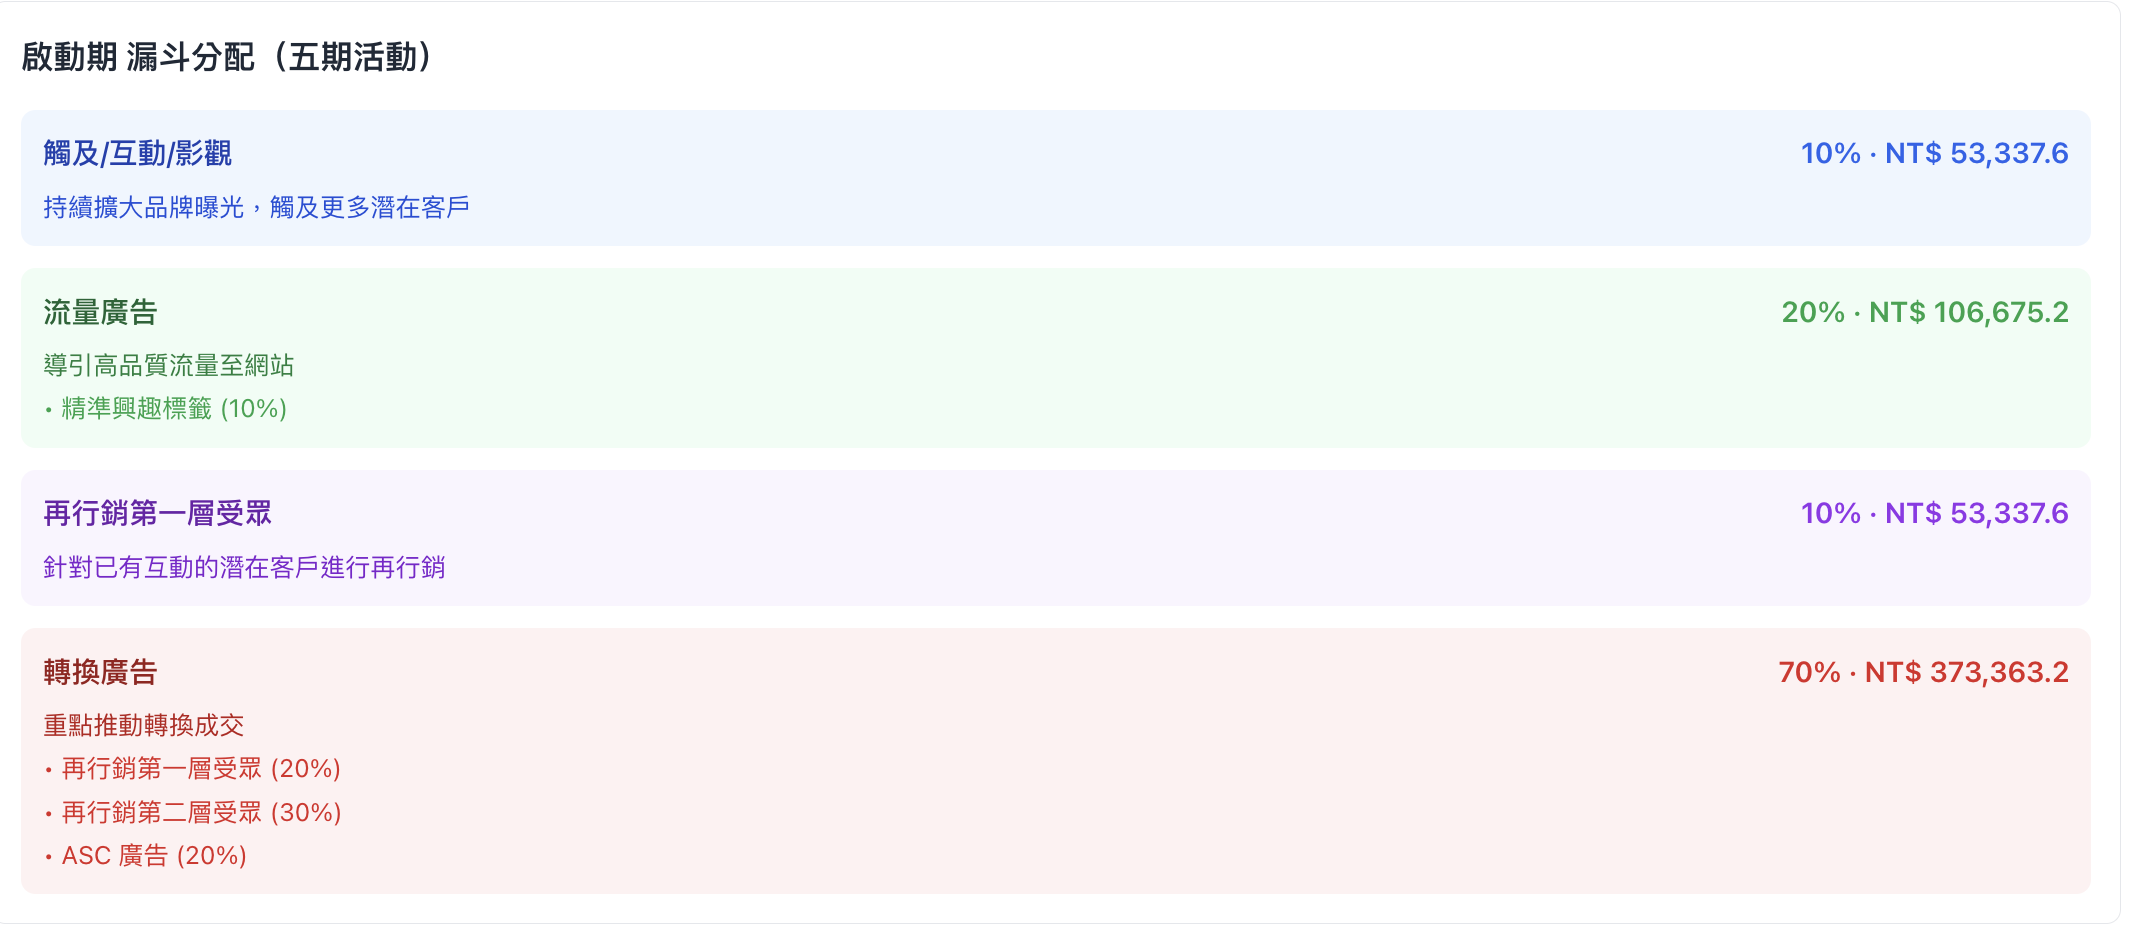 啟動期 漏斗分配（五期活動）
觸及/互動/影觀
10% · NT$ 53,337.6
持續擴大品牌曝光，觸及更多潛在客戶
流量廣告
20% · NT$ 106,675.2
導引高品質流量至網站
• 精準興趣標籤 (10%)
再行銷第一層受眾
10% · NT$ 53,337.6
針對已有互動的潛在客戶進行再行銷
轉換廣告
70% · NT$ 373,363.2
重點推動轉換成交
• 再行銷第一層受眾 (20%)
• 再行銷第二層受眾 (30%)
• ASC 廣告 (20%)